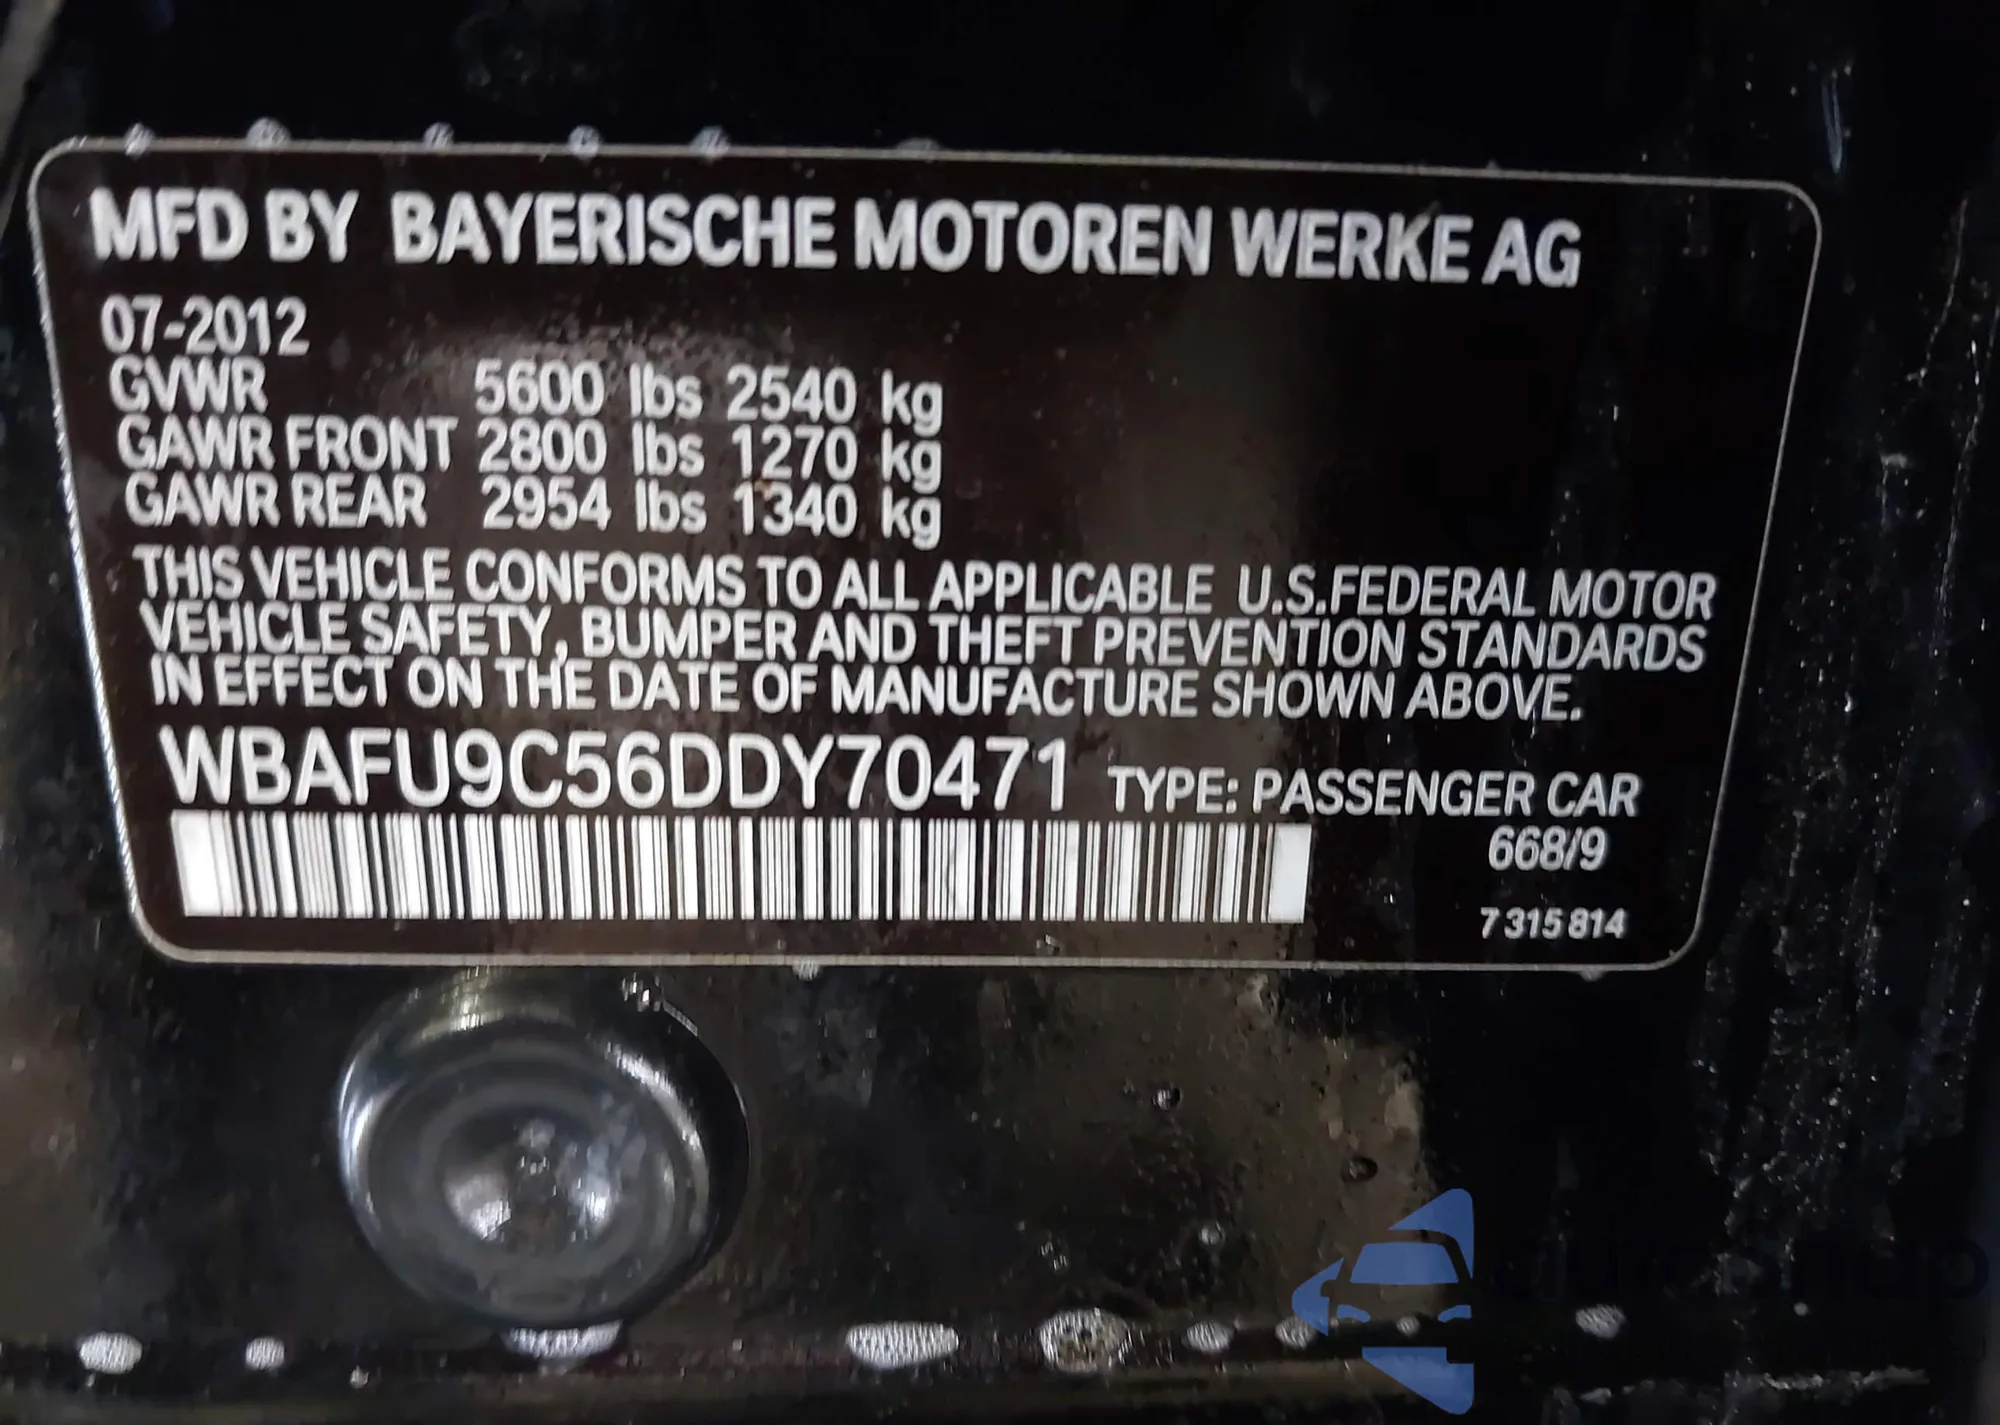 MFD BY BAYERISCHE MOTOREN WERKE AG
07-2012
GVWR 5600 lbs 2540 kg
GAWR FRONT 2800 lbs 1270 kg
GAWR REAR 2954 lbs 1340 kg
THIS VEHICLE CONFORMS TO ALL APPLICABLE U.S.FEDERAL MOTOR
VEHICLE SAFETY, BUMPER AND THEFT PREVENTION STANDARDS
IN EFFECT ON THE DATE OF MANUFACTURE SHOWN ABOVE.
WBAFU9C56DDY70471 TYPE: PASSENGER CAR
668/9
7 315 814